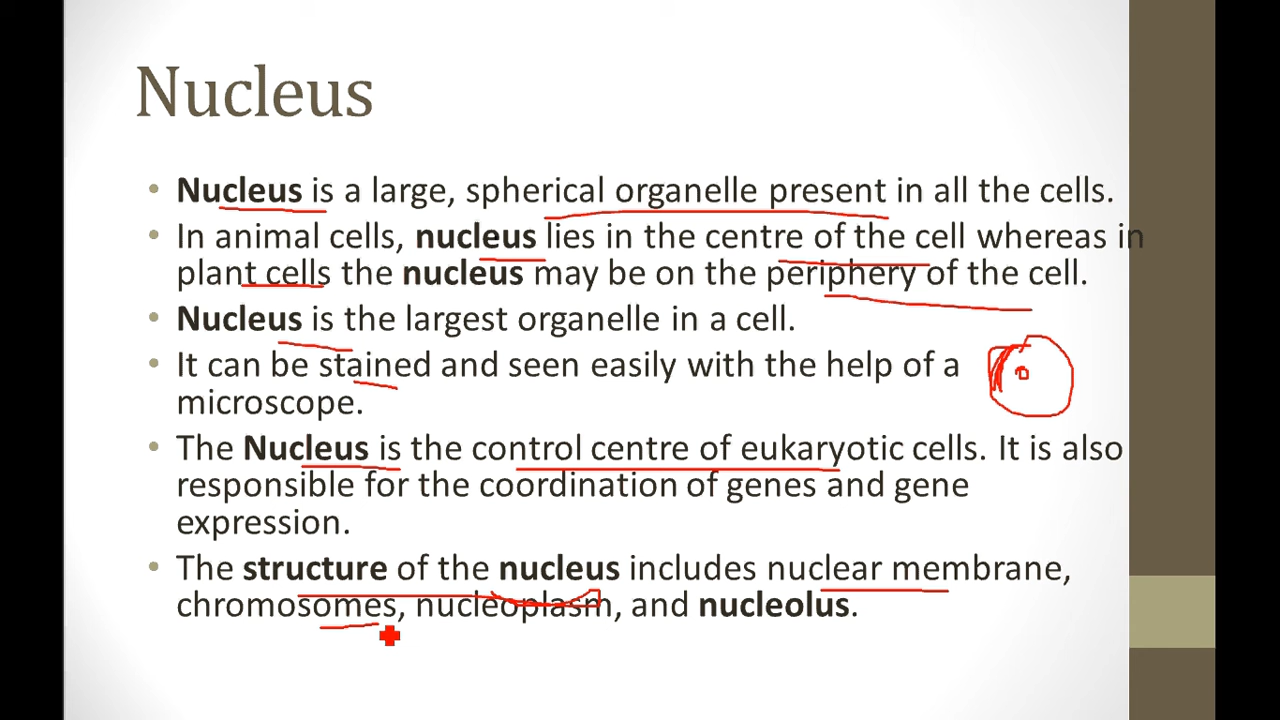 Nucleus
• Nucleus is a large, spherical organelle present in all the cells.
• In animal cells, nucleus lies in the centre of the cell whereas in
plant cells the nucleus may be on the periphery of the cell.
• Nucleus is the largest organelle in a cell.
• It can be stained and seen easily with the help of a
microscope.
• The Nucleus is the control centre of eukaryotic cells. It is also
responsible for the coordination of genes and gene
expression.
• The structure of the nucleus includes nuclear membrane,
chromosomes, nucleoplasm, and nucleolus.